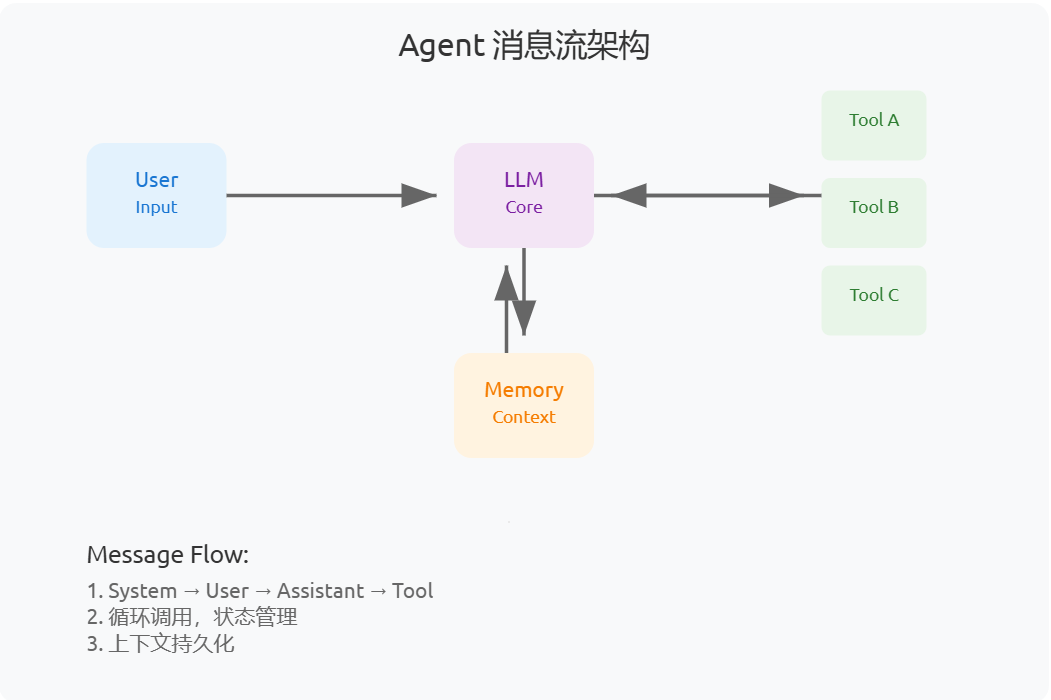 Agent 消息流架构
User
Input
LLM
Core
Tool A
Tool B
Tool C
Memory
Context
Message Flow:
1. System → User → Assistant → Tool
2. 循环调用，状态管理
3. 上下文持久化